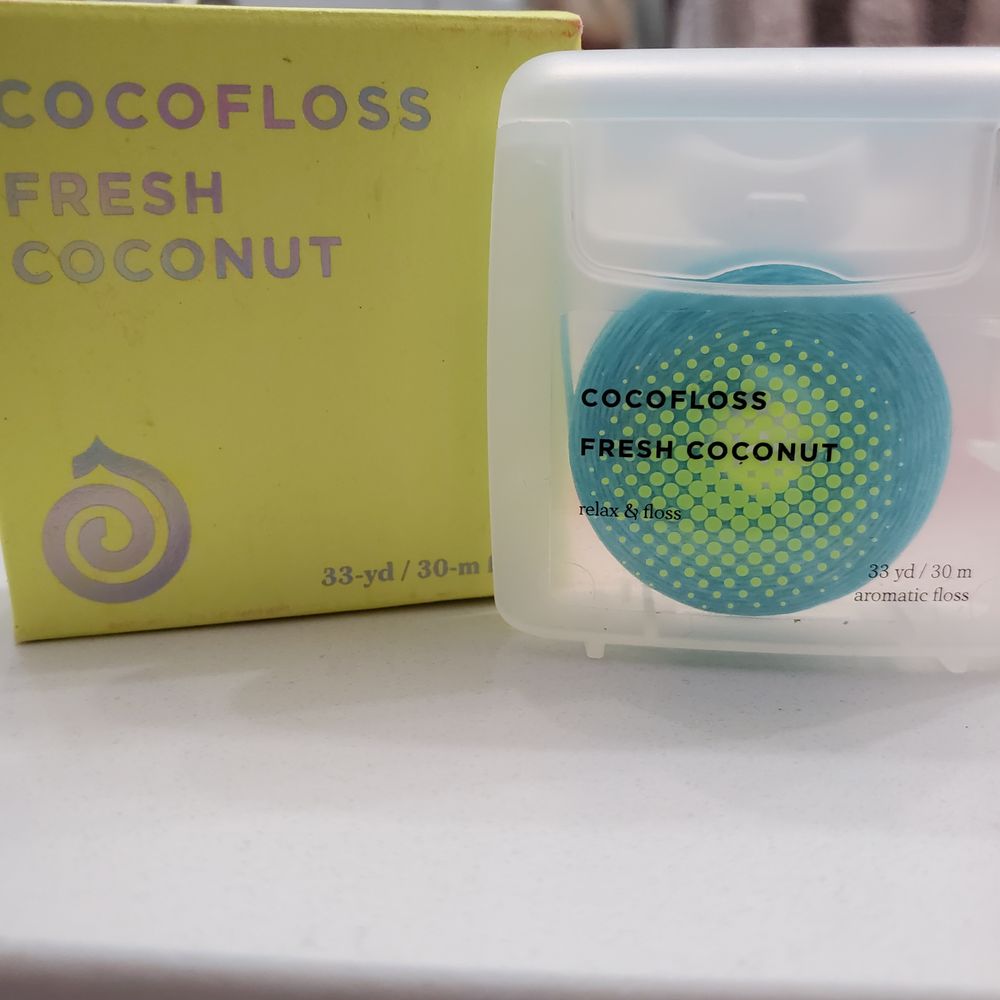 COCOFLOSS
FRESH
COCONUT
33-yd / 30-m
COCOFLOSS
FRESH COCONUT
relax & floss
33 yd / 30 m
aromatic floss